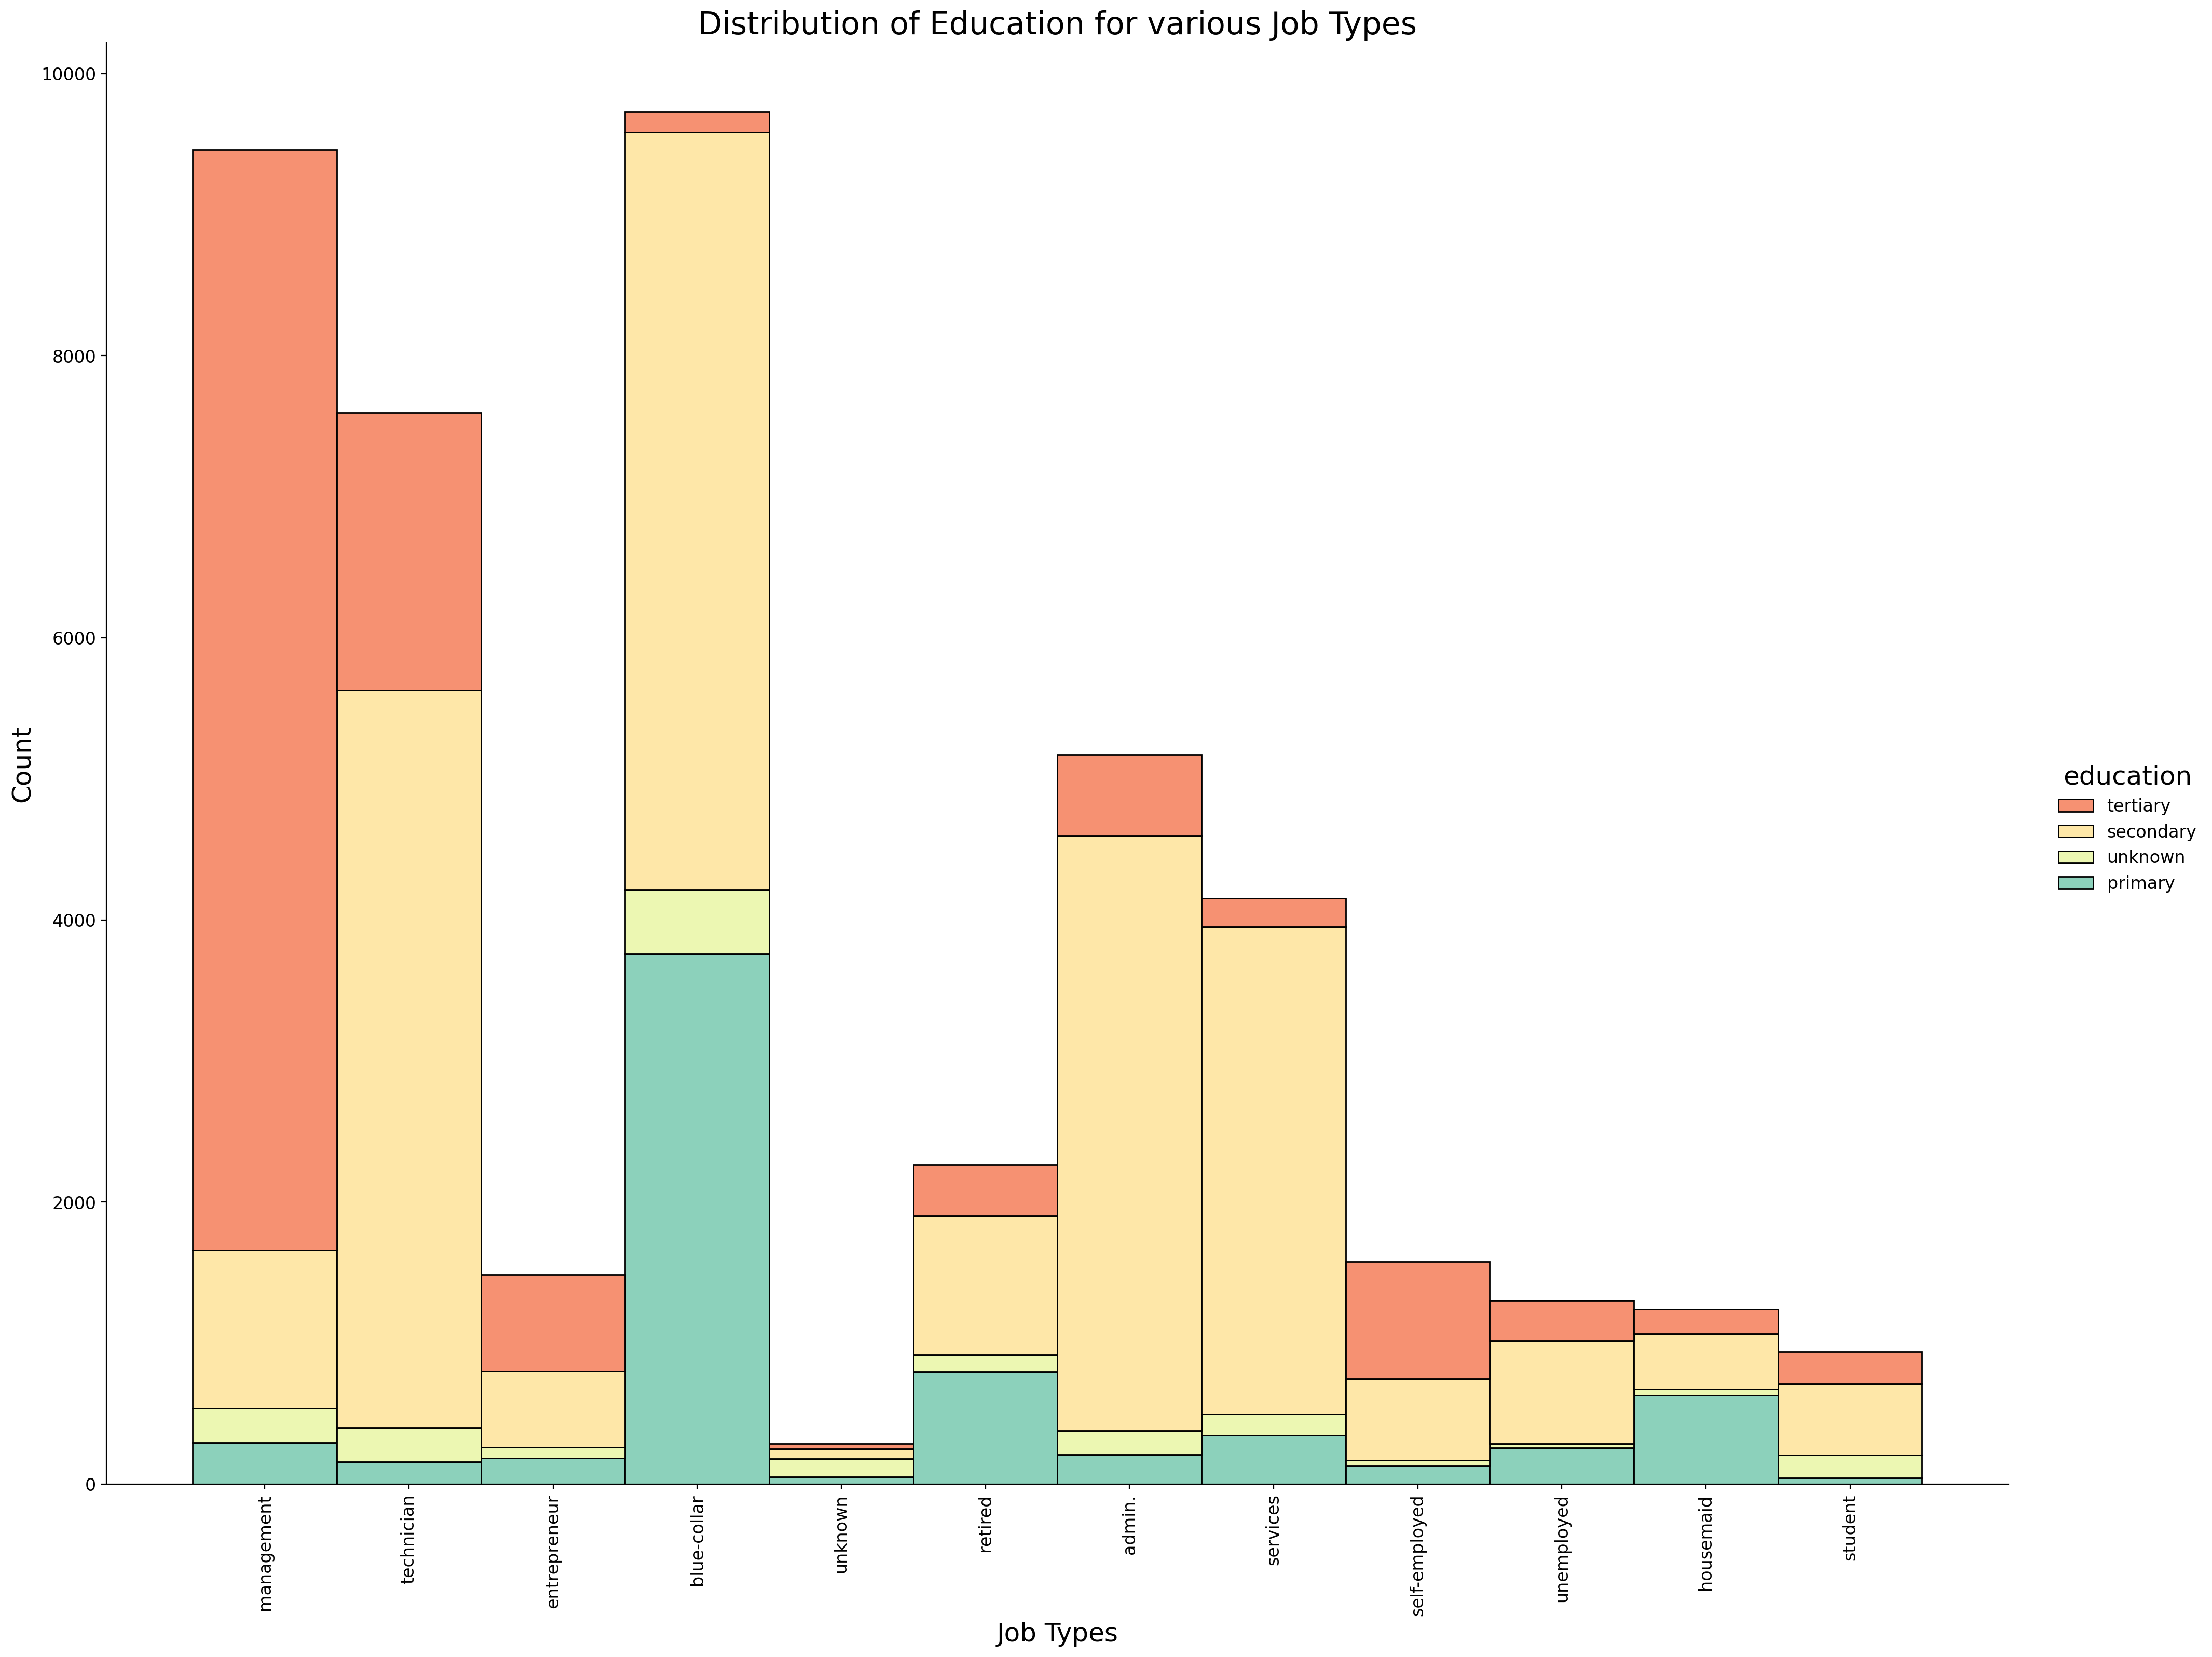 Distribution of Education for various Job Types
10000
8000
6000
4000
2000
0
Count
management
technician
entrepreneur
blue-collar
unknown
retired
admin.
services
self-employed
unemployed
housemaid
student
Job Types
education
tertiary
secondary
unknown
primary